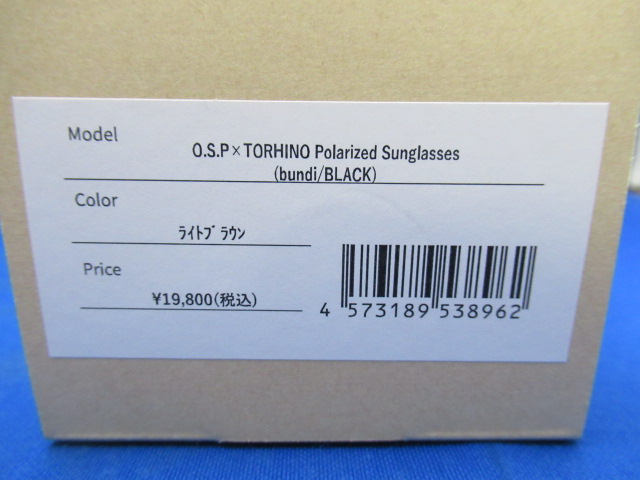 Model
O.S.P×TORHINO Polarized Sunglasses
(bundi/BLACK)
Color
ﾗｲﾄﾌﾞﾗｳﾝ
Price
¥19,800(税込)
4 573189 538962